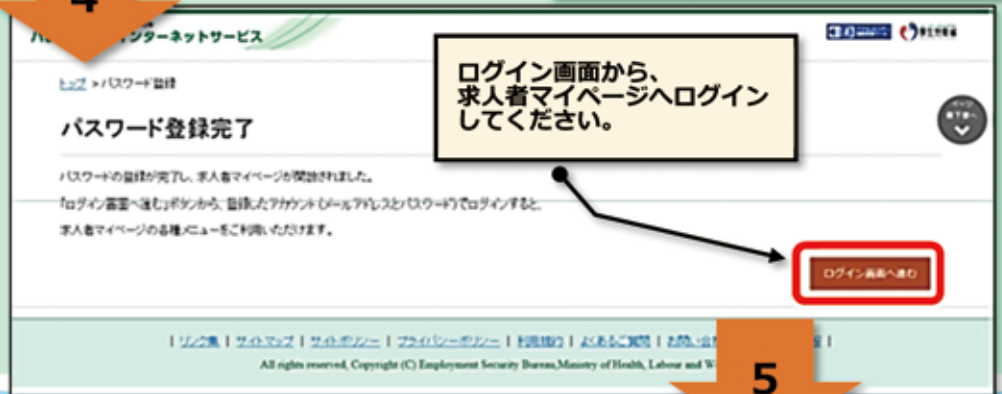 4
インターネットサービス
トップ > パスワード登録
ログイン画面から、
求人者マイページへログイン
してください。
パスワード登録完了
パスワードの登録が完了し、求人者マイページが開設されました。
「ログイン画面へ進む」ボタンから、登録したアカウント(メールアドレスとパスワード)でログインすると、
求人者マイページの各種メニューをご利用いただけます。
ログイン画面へ進む
| リンク集 | サイトマップ | サイトポリシー | プライバシーポリシー | 利用規約 | よくあるご質問 | お問い合
All rights reserved, Copyright (C) Employment Security Bureau,Ministry of Health, Labour and W
5